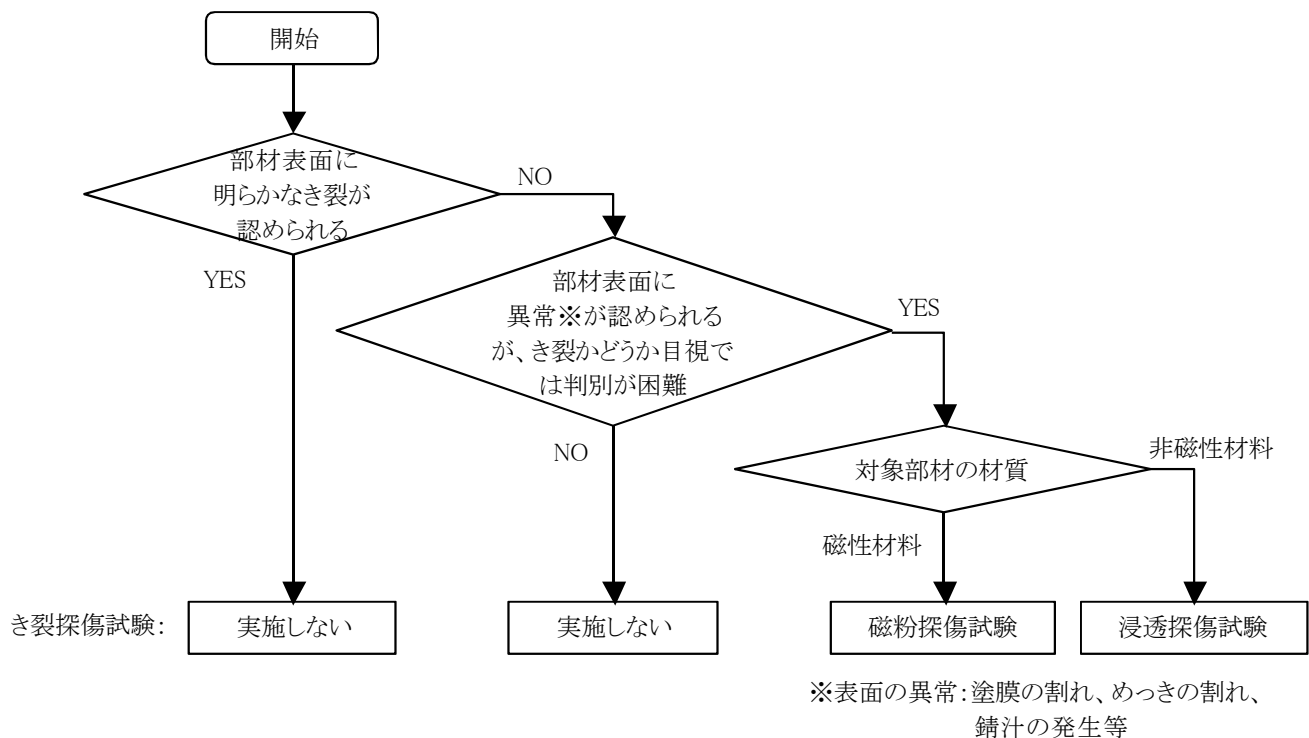 開始
部材表面に
明らかなき裂が
認められる
NO
YES
部材表面に
異常※が認められる
が、き裂かどうか目視で
は判別が困難
YES
NO
対象部材の材質
非磁性材料
磁性材料
き裂探傷試験：
実施しない
実施しない
磁粉探傷試験
浸透探傷試験
※表面の異常：塗膜の割れ、めっきの割れ、
錆汁の発生等